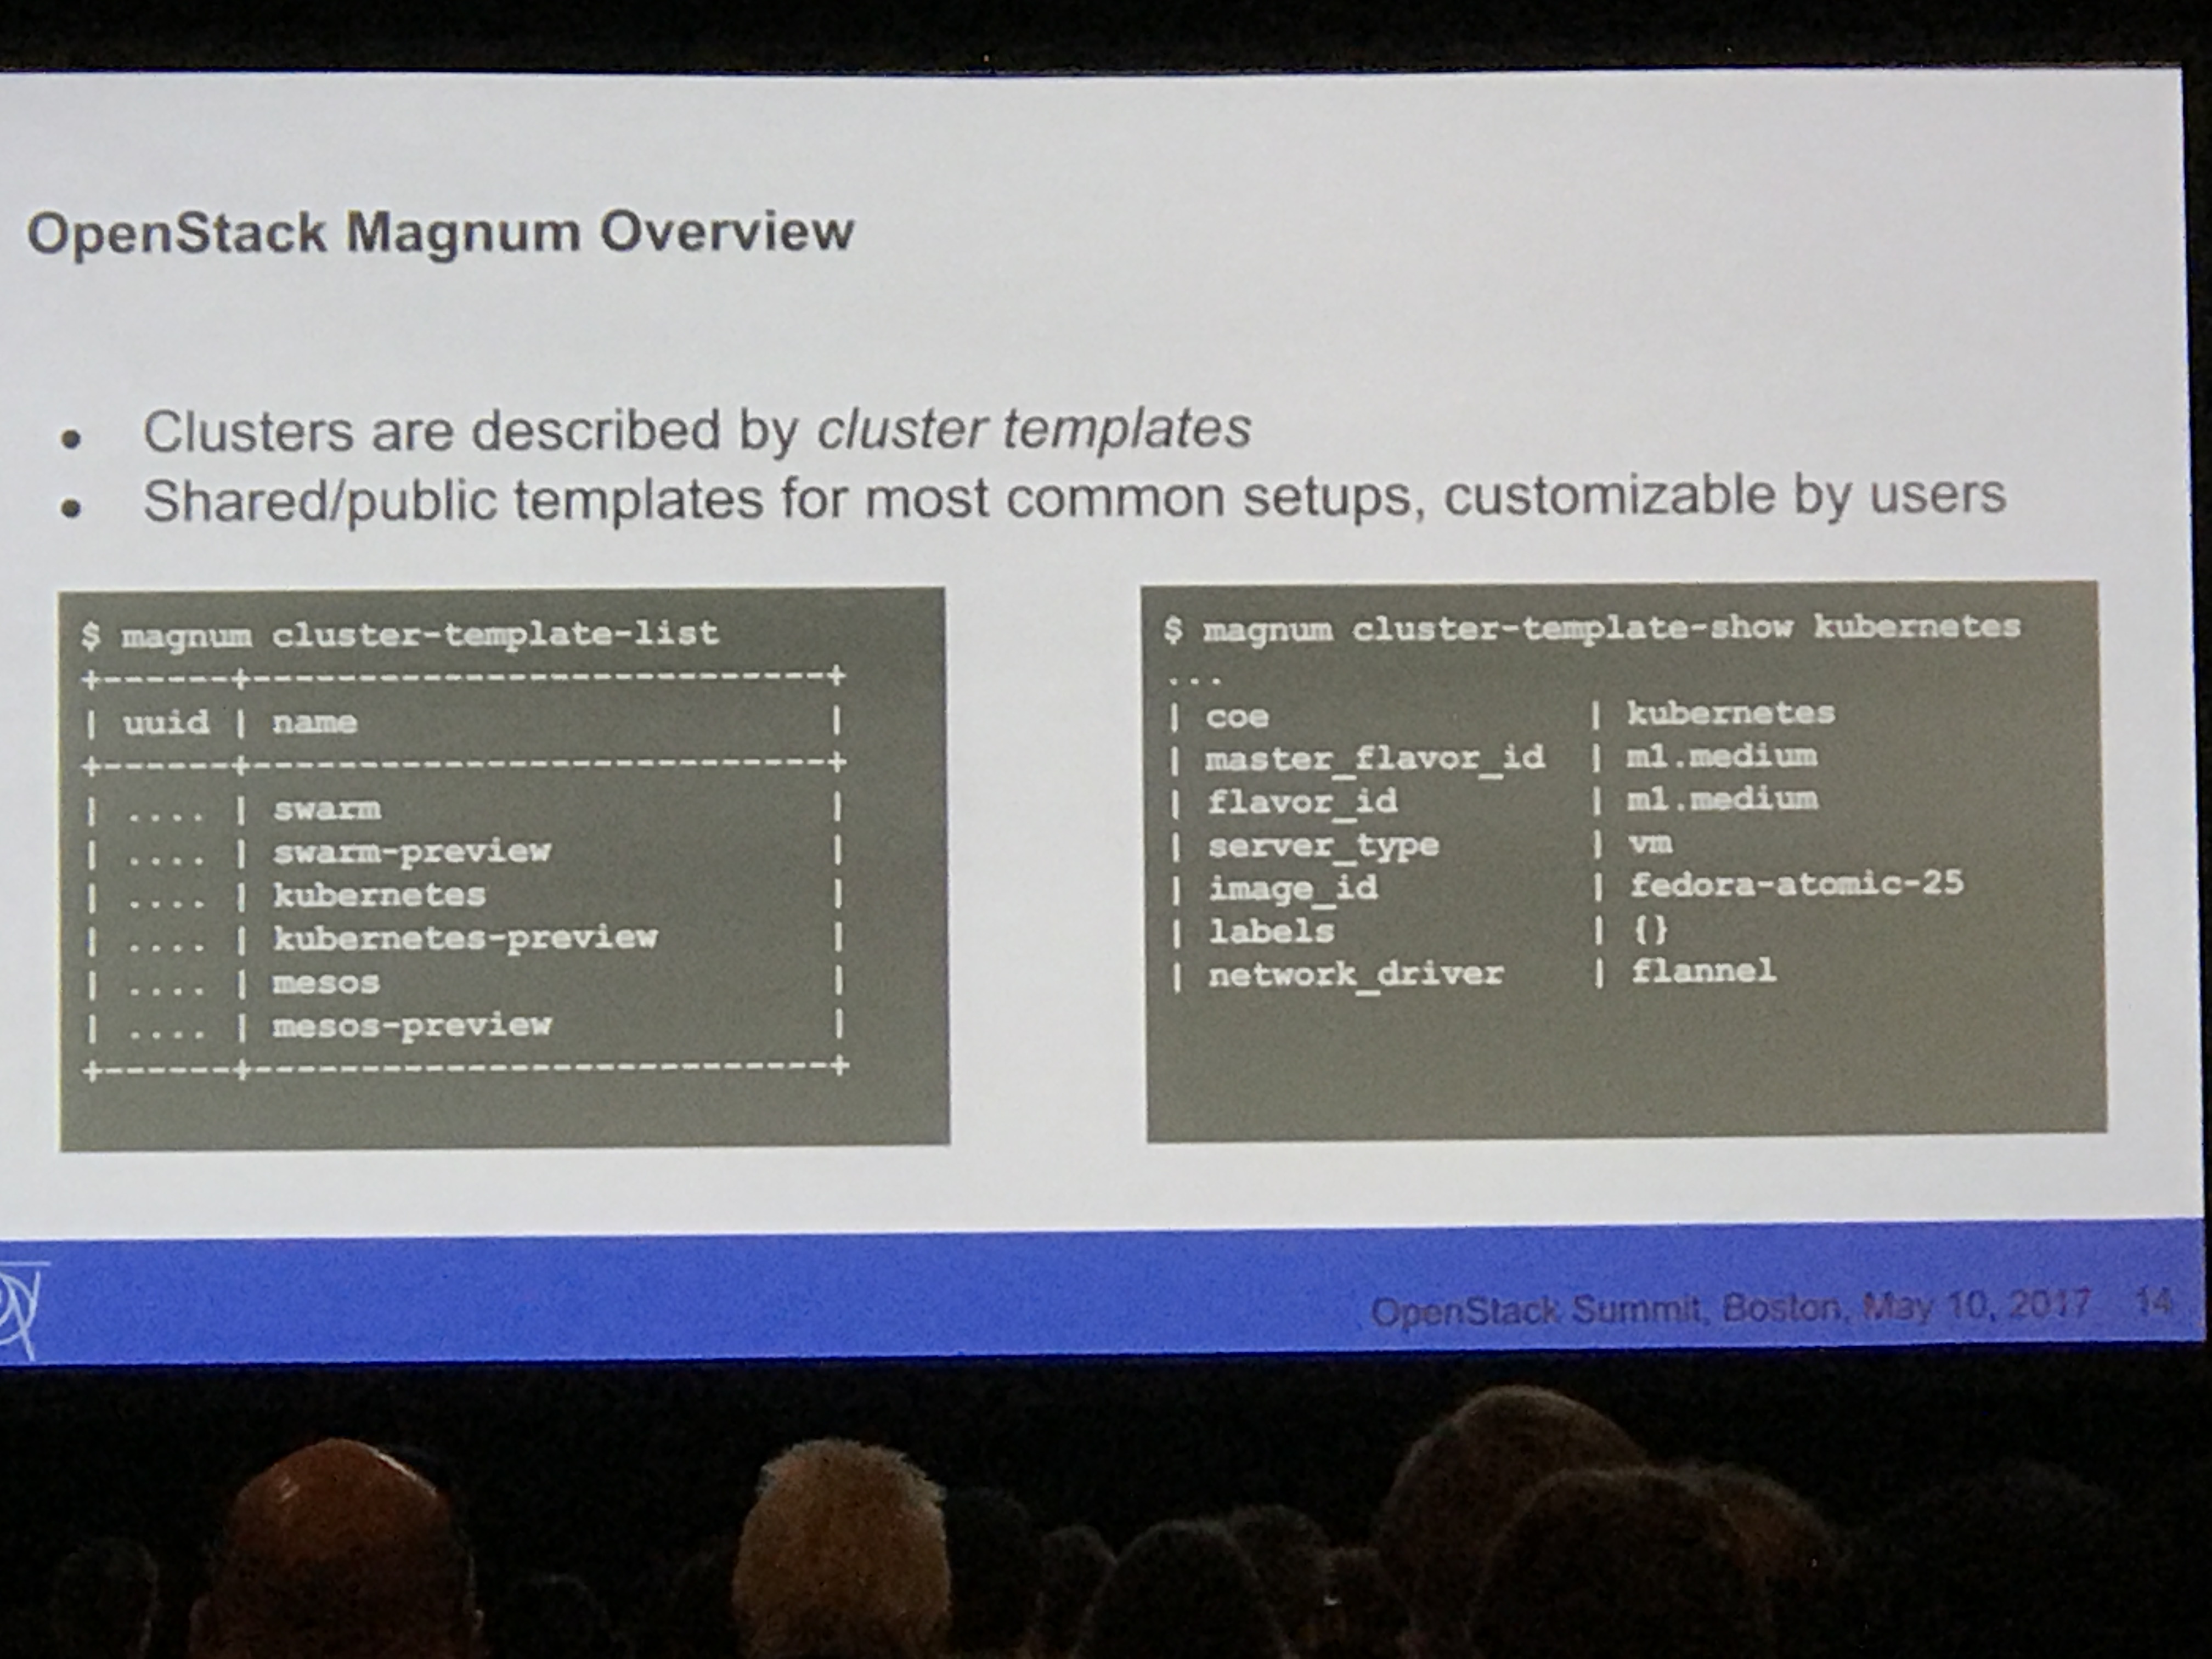 OpenStack Magnum Overview
• Clusters are described by cluster templates
• Shared/public templates for most common setups, customizable by users
$ magnum cluster-template-list
+------+---------------------------+
| uuid | name                      |
+------+---------------------------+
| .... | swarm                     |
| .... | swarm-preview             |
| .... | kubernetes                |
| .... | kubernetes-preview        |
| .... | mesos                     |
| .... | mesos-preview             |
+------+---------------------------+
$ magnum cluster-template-show kubernetes
...
| coe               | kubernetes
| master_flavor_id  | m1.medium
| flavor_id         | m1.medium
| server_type       | vm
| image_id          | fedora-atomic-25
| labels            | {}
| network_driver    | flannel
OpenStack Summit, Boston, May 10, 2017 14